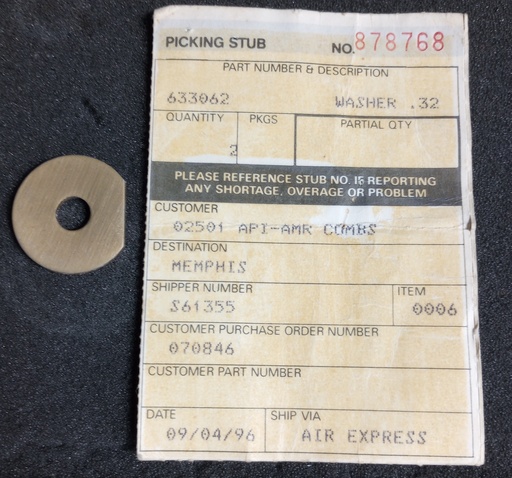 PICKING STUB NO. 878768
PART NUMBER & DESCRIPTION
633062 WASHER .32
QUANTITY PKGS PARTIAL QTY
2
PLEASE REFERENCE STUB NO. IF REPORTING
ANY SHORTAGE, OVERAGE OR PROBLEM
CUSTOMER
02501 API-AMR COMBS
DESTINATION
MEMPHIS
SHIPPER NUMBER ITEM
S61355 0006
CUSTOMER PURCHASE ORDER NUMBER
070846
CUSTOMER PART NUMBER
DATE SHIP VIA
09/04/96 AIR EXPRESS